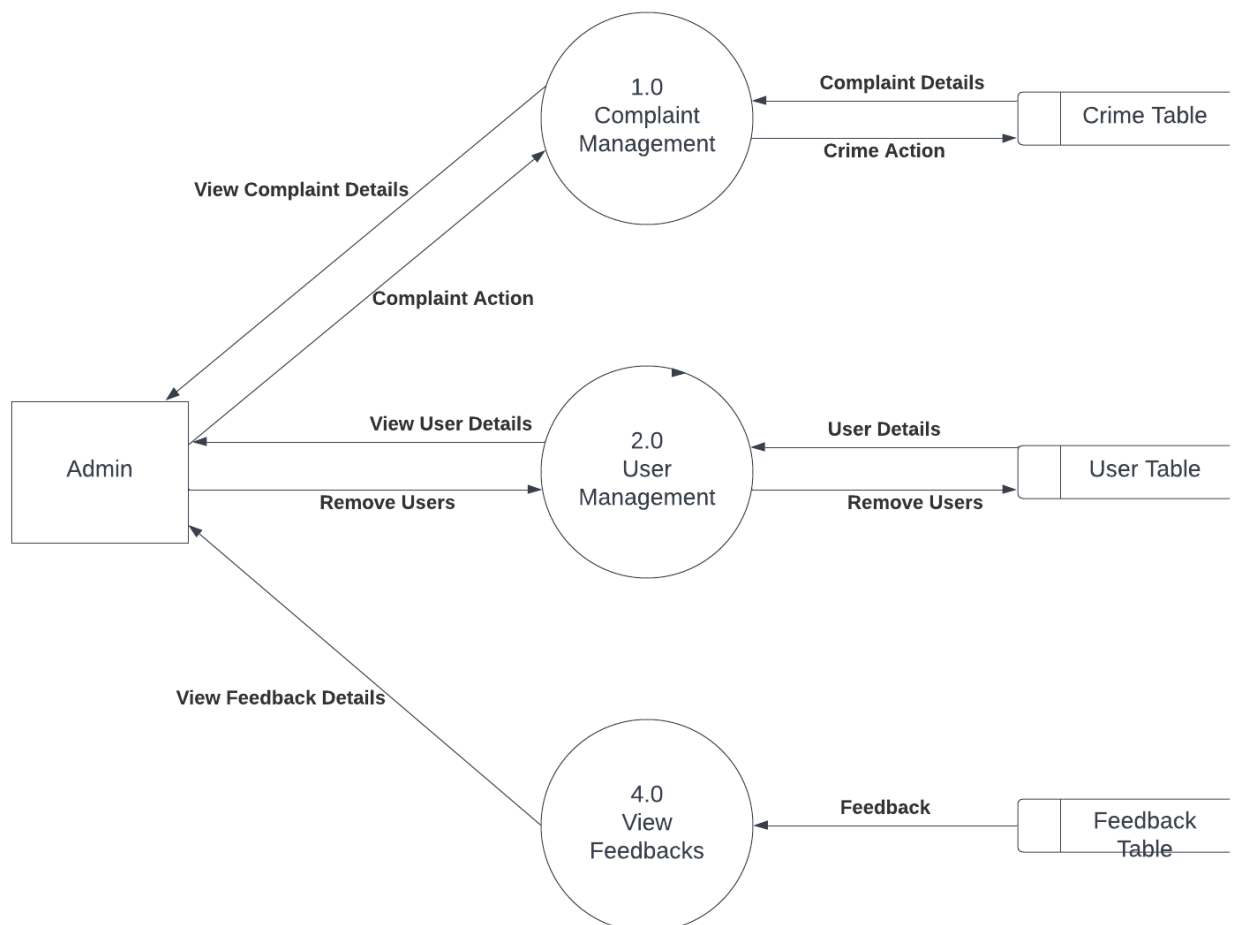 1.0
Complaint
Management
Complaint Details
Crime Table
Crime Action
View Complaint Details
Complaint Action
Admin
View User Details
Remove Users
2.0
User
Management
User Details
User Table
Remove Users
View Feedback Details
4.0
View
Feedbacks
Feedback
Feedback
Table